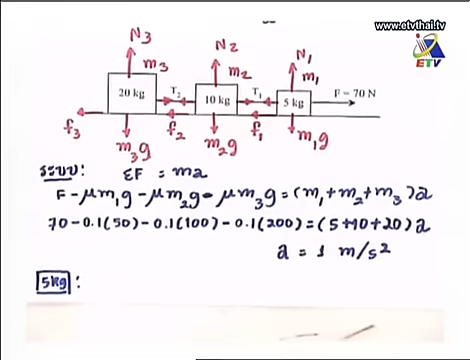 www.etvthai.tv
ETV
N3 N2 N1
m3 m2 m1
20 kg T2 10 kg T1 5 kg F = 70 N
f3 f2 f1
m3g m2g m1g
ระบบ: ΣF = ma
F - μm1g - μm2g - μm3g = (m1+m2+m3)a
70 - 0.1(50) - 0.1(100) - 0.1(200) = (5+10+20)a
a = 1 m/s²
5kg :